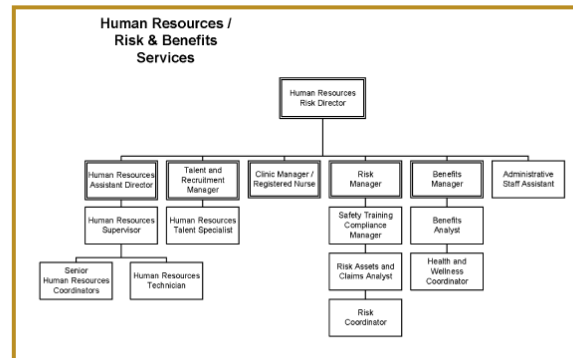 Human Resources /
Risk & Benefits
Services
Human Resources
Risk Director
Human Resources
Assistant Director
Talent and
Recruitment
Manager
Clinic Manager /
Registered Nurse
Risk
Manager
Benefits
Manager
Administrative
Staff Assistant
Human Resources
Supervisor
Human Resources
Talent Specialist
Safety Training
Compliance
Manager
Benefits
Analyst
Senior
Human Resources
Coordinators
Human Resources
Technician
Risk Assets and
Claims Analyst
Health and
Wellness
Coordinator
Risk
Coordinator